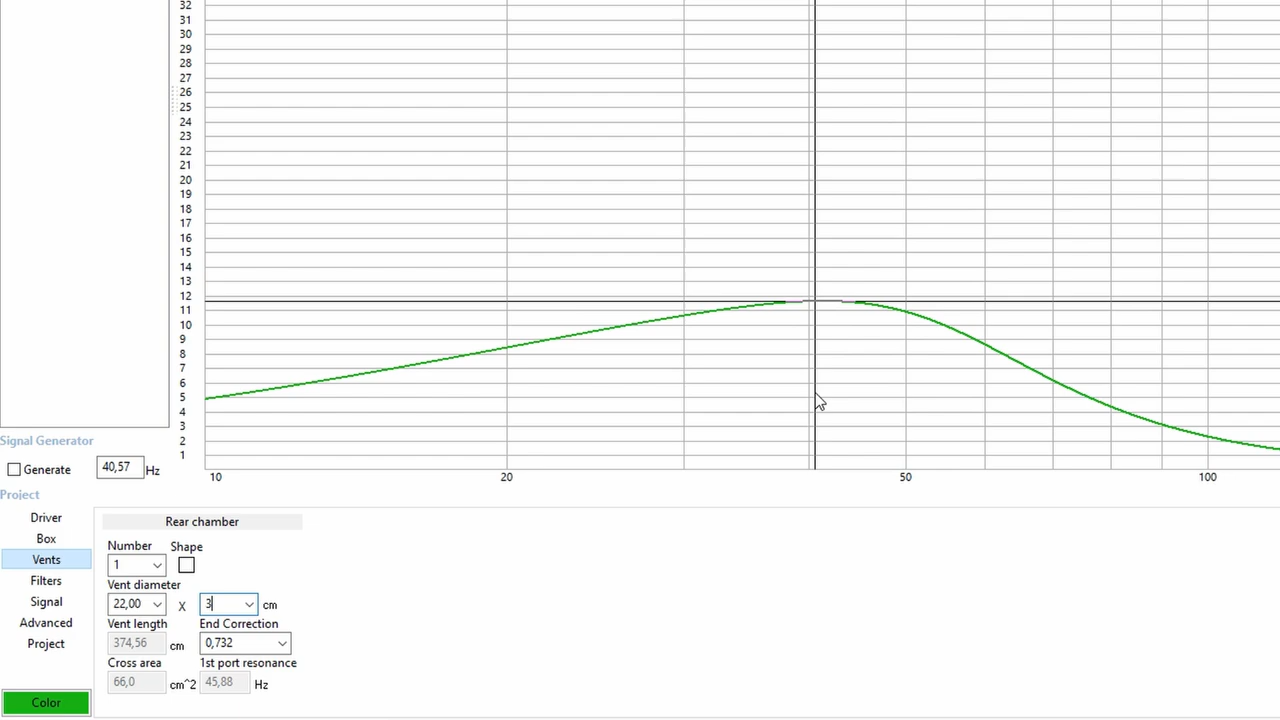 32
31
30
29
28
27
26
25
24
23
22
21
20
19
18
17
16
15
14
13
12
11
10
9
8
7
6
5
4
3
2
1
10 20 50 100
Signal Generator
Generate 40,57 Hz
Project
Driver
Box
Vents
Filters
Signal
Advanced
Project
Color
Rear chamber
Number Shape
1
Vent diameter
22,00 X 3 cm
Vent length End Correction
374,56 cm 0,732
Cross area 1st port resonance
66,0 cm^2 45,88 Hz